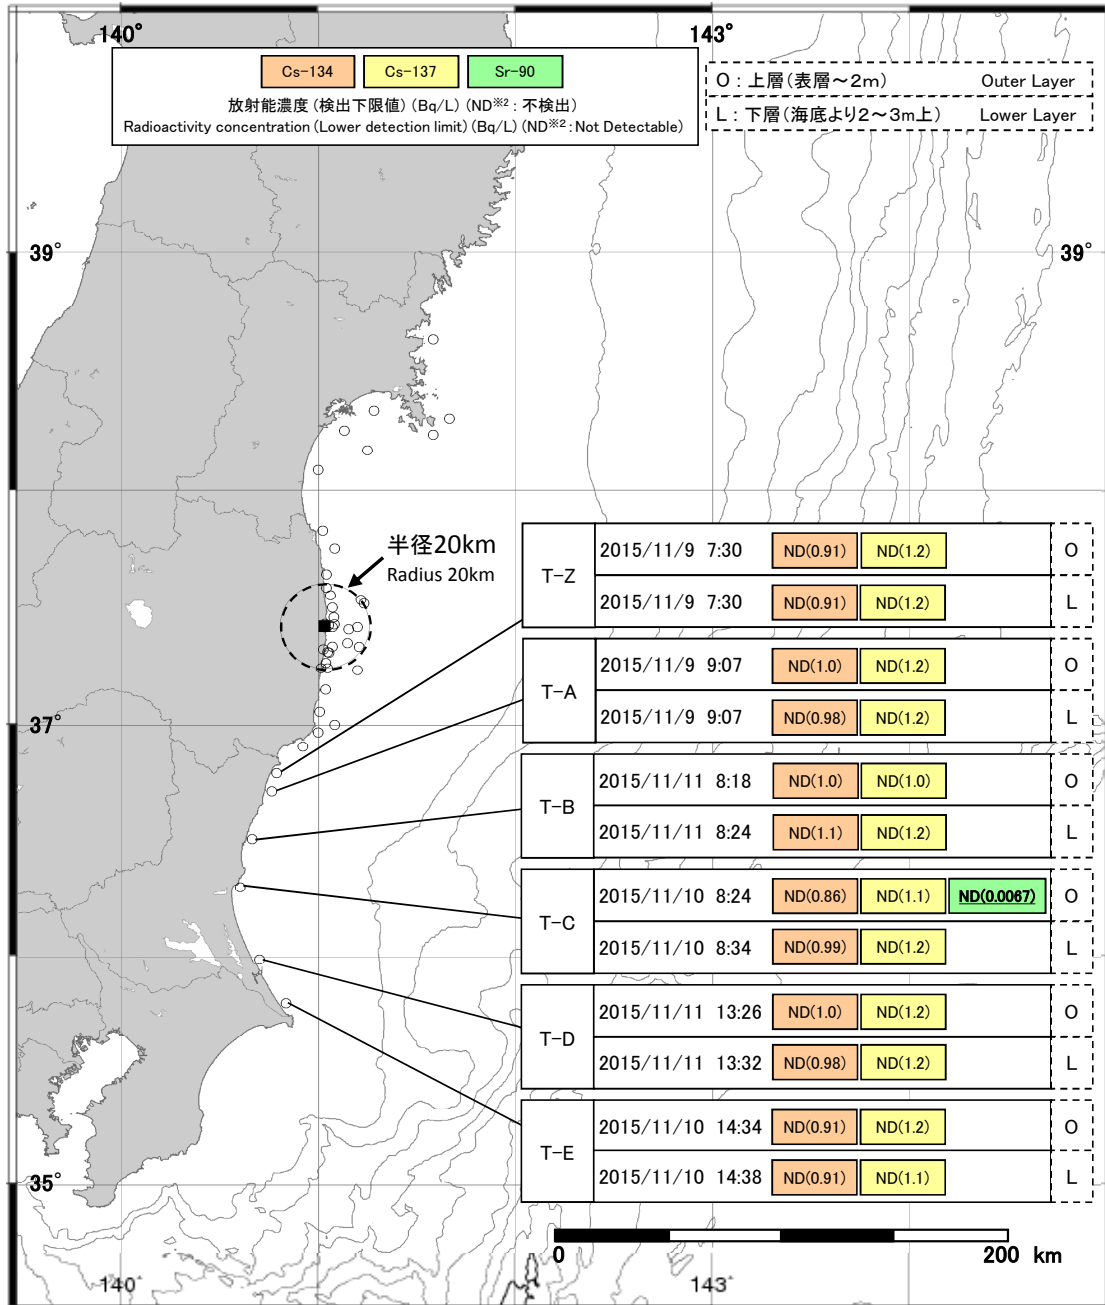 140° 143°
Cs-134 Cs-137 Sr-90
放射能濃度(検出下限値)(Bq/L)(ND※2:不検出)
Radioactivity concentration(Lower detection limit)(Bq/L)(ND※2:Not Detectable)
O:上層(表層～2m) Outer Layer
L:下層(海底より2～3m上) Lower Layer
39° 39°
半径20km
Radius 20km
T-Z
2015/11/9 7:30 ND(0.91) ND(1.2) O
2015/11/9 7:30 ND(0.91) ND(1.2) L
T-A
2015/11/9 9:07 ND(1.0) ND(1.2) O
2015/11/9 9:07 ND(0.98) ND(1.2) L
37°
T-B
2015/11/11 8:18 ND(1.0) ND(1.0) O
2015/11/11 8:24 ND(1.1) ND(1.2) L
T-C
2015/11/10 8:24 ND(0.86) ND(1.1) ND(0.0067) O
2015/11/10 8:34 ND(0.99) ND(1.2) L
T-D
2015/11/11 13:26 ND(1.0) ND(1.2) O
2015/11/11 13:32 ND(0.98) ND(1.2) L
T-E
2015/11/10 14:34 ND(0.91) ND(1.2) O
2015/11/10 14:38 ND(0.91) ND(1.1) L
35°
0 200 km
140° 143°